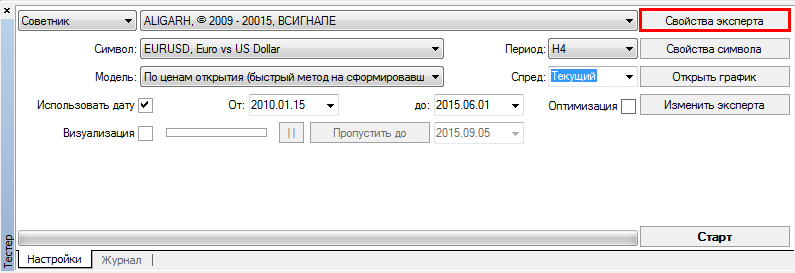 Советник ALIGARH, © 2009 - 20015, ВСИГНАПЕ Свойства эксперта
Символ: EURUSD, Euro vs US Dollar Период: H4 Свойства символа
Модель: По ценам открытия (быстрый метод на сформировавш Спред: Текущий Открыть график
Использовать дату От: 2010.01.15 до: 2015.06.01 Оптимизация Изменить эксперта
Визуализация Пропустить до 2015.09.05
Старт
Тестер
Настройки Журнал